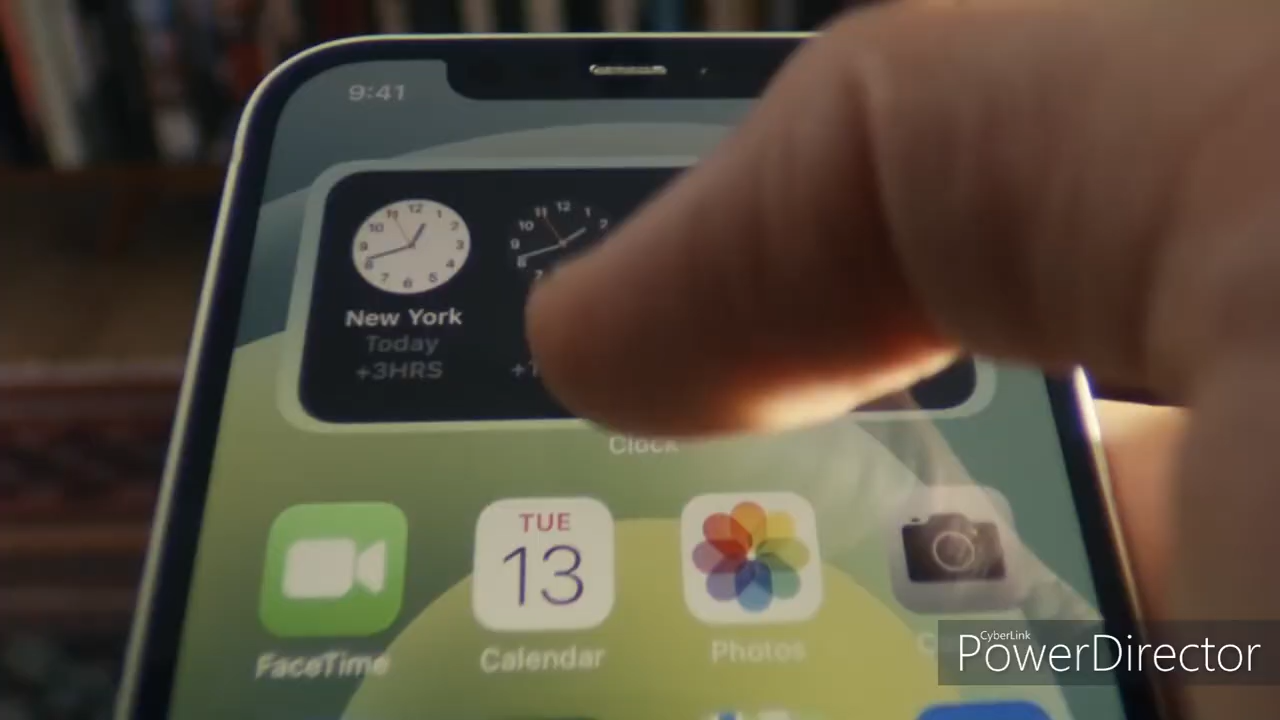 9:41
New York
Today
+3HRS
Clock
TUE
13
FaceTime
Calendar
Photos
CyberLink
PowerDirector